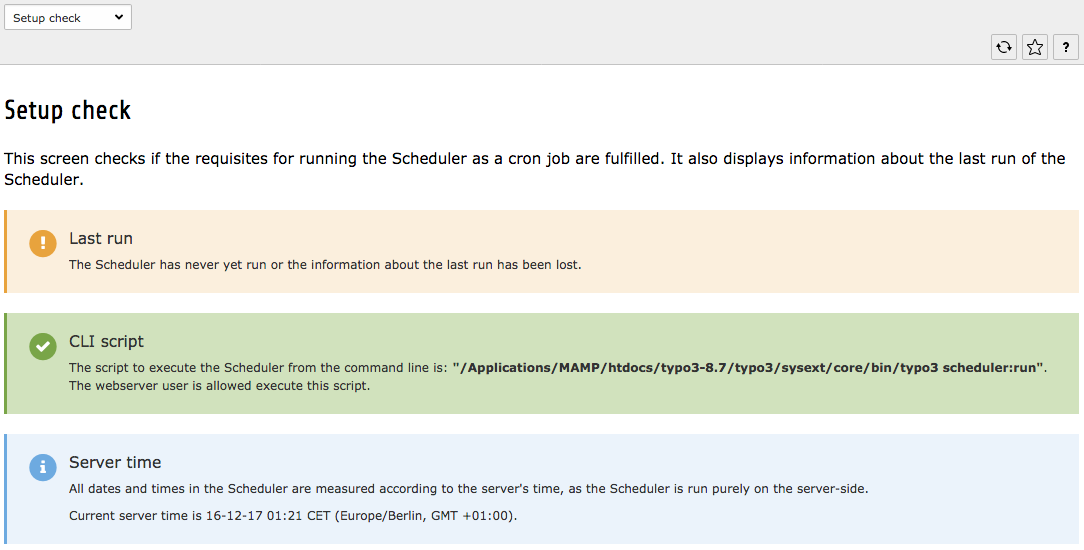 Setup check
?
Setup check
This screen checks if the requisites for running the Scheduler as a cron job are fulfilled. It also displays information about the last run of the
Scheduler.
Last run
The Scheduler has never yet run or the information about the last run has been lost.
CLI script
The script to execute the Scheduler from the command line is: "/Applications/MAMP/htdocs/typo3-8.7/typo3/sysext/core/bin/typo3 scheduler:run".
The webserver user is allowed execute this script.
Server time
All dates and times in the Scheduler are measured according to the server's time, as the Scheduler is run purely on the server-side.
Current server time is 16-12-17 01:21 CET (Europe/Berlin, GMT +01:00).